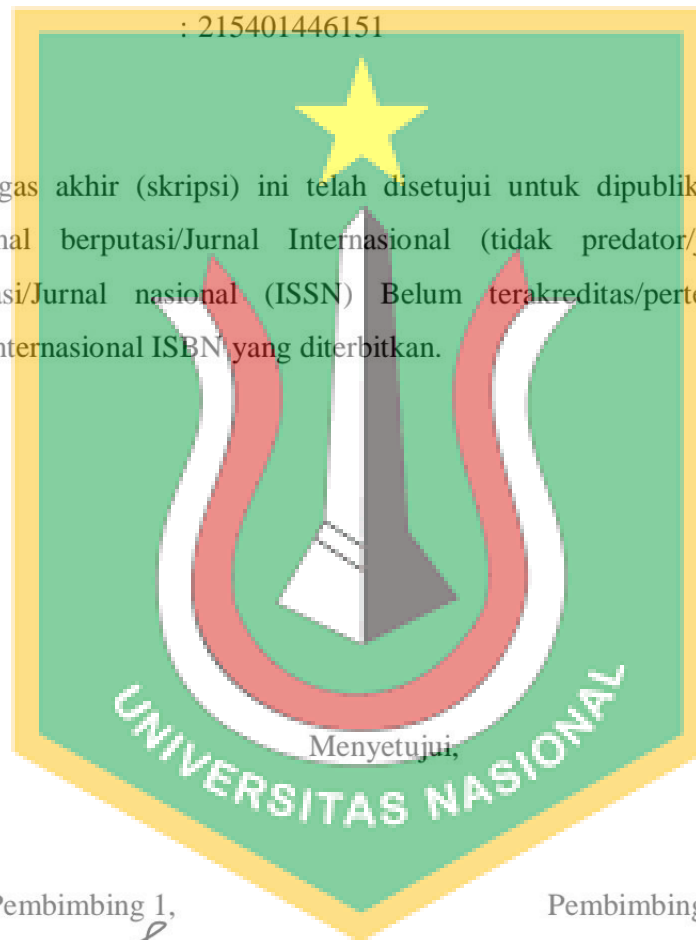 : 215401446151
gas akhir (skripsi) ini telah disetujui untuk dipublik
nal berputasi/Jurnal Internasional (tidak predator/
asi/Jurnal nasional (ISSN) Belum terakreditas/perte
nternasional ISBN yang diterbitkan.
Menyetujui,
UNIVERSITAS NASIONAL
Pembimbing 1,
Pembimbing